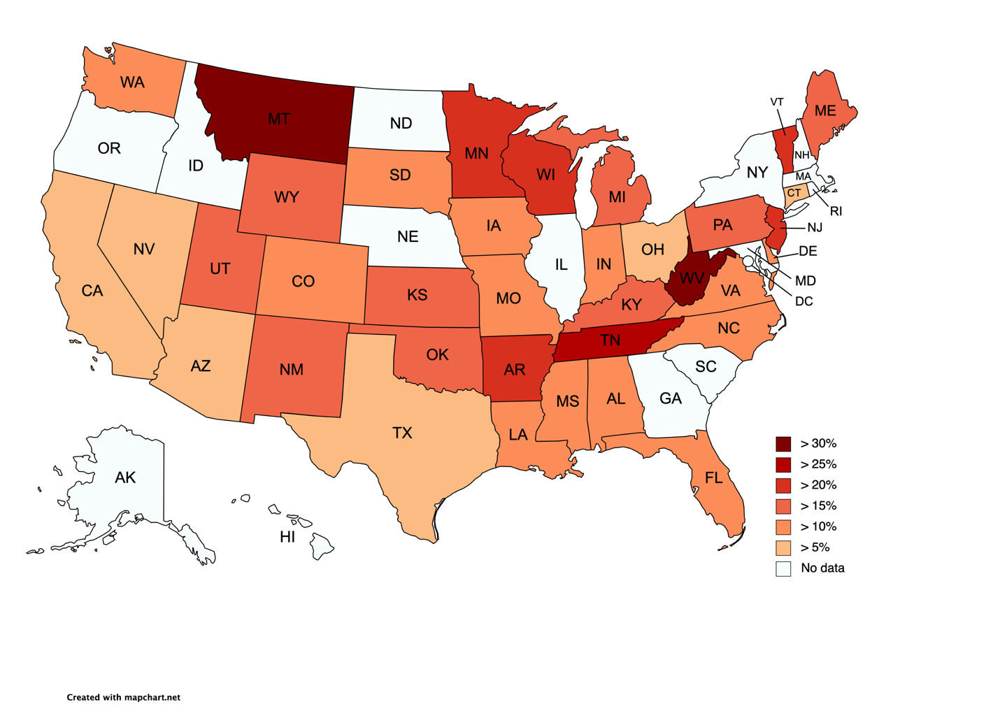 WA
MT
ND
MN
VT
ME
OR
ID
SD
WI
NY
NH
MA
WY
MI
CT
RI
IA
PA
NJ
NE
NV
OH
DE
UT
CO
IL
IN
WV
MD
CA
KS
MO
KY
VA
DC
NC
TN
AZ
NM
OK
AR
SC
MS
AL
GA
TX
LA
FL
AK
HI
> 30%
> 25%
> 20%
> 15%
> 10%
> 5%
No data
Created with mapchart.net